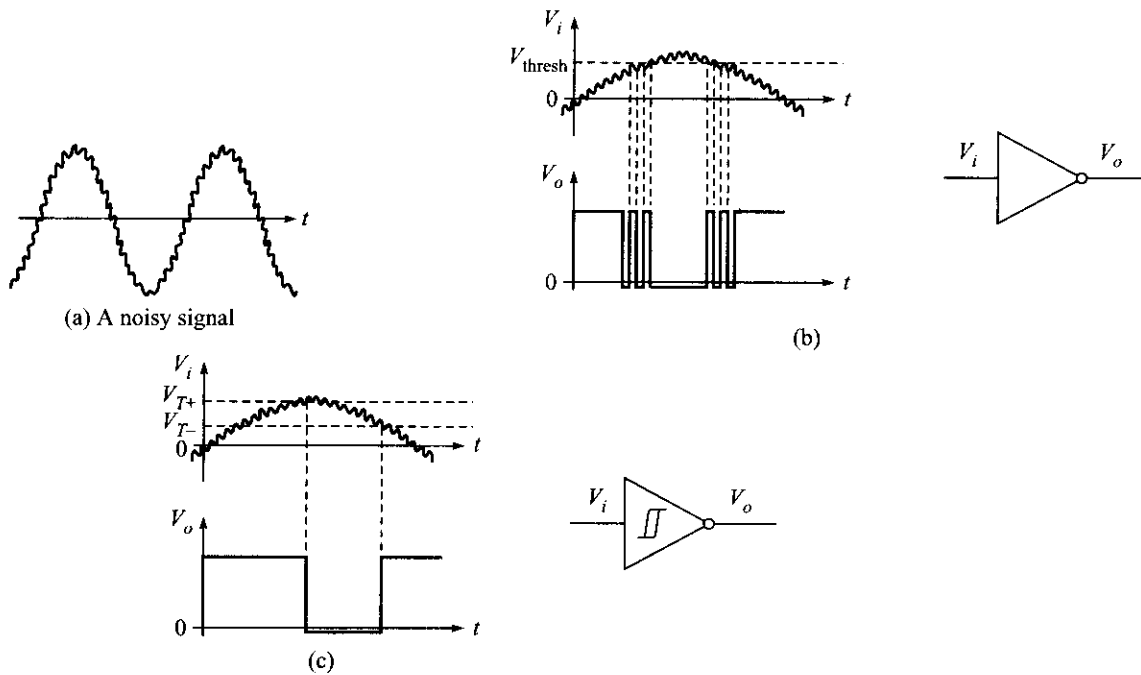 V_i
V_thresh
0
t
V_i
V_o
t
V_o
0
t
(a) A noisy signal
(b)
V_i
V_T+
V_T−
0
t
V_i
V_o
V_o
0
t
(c)